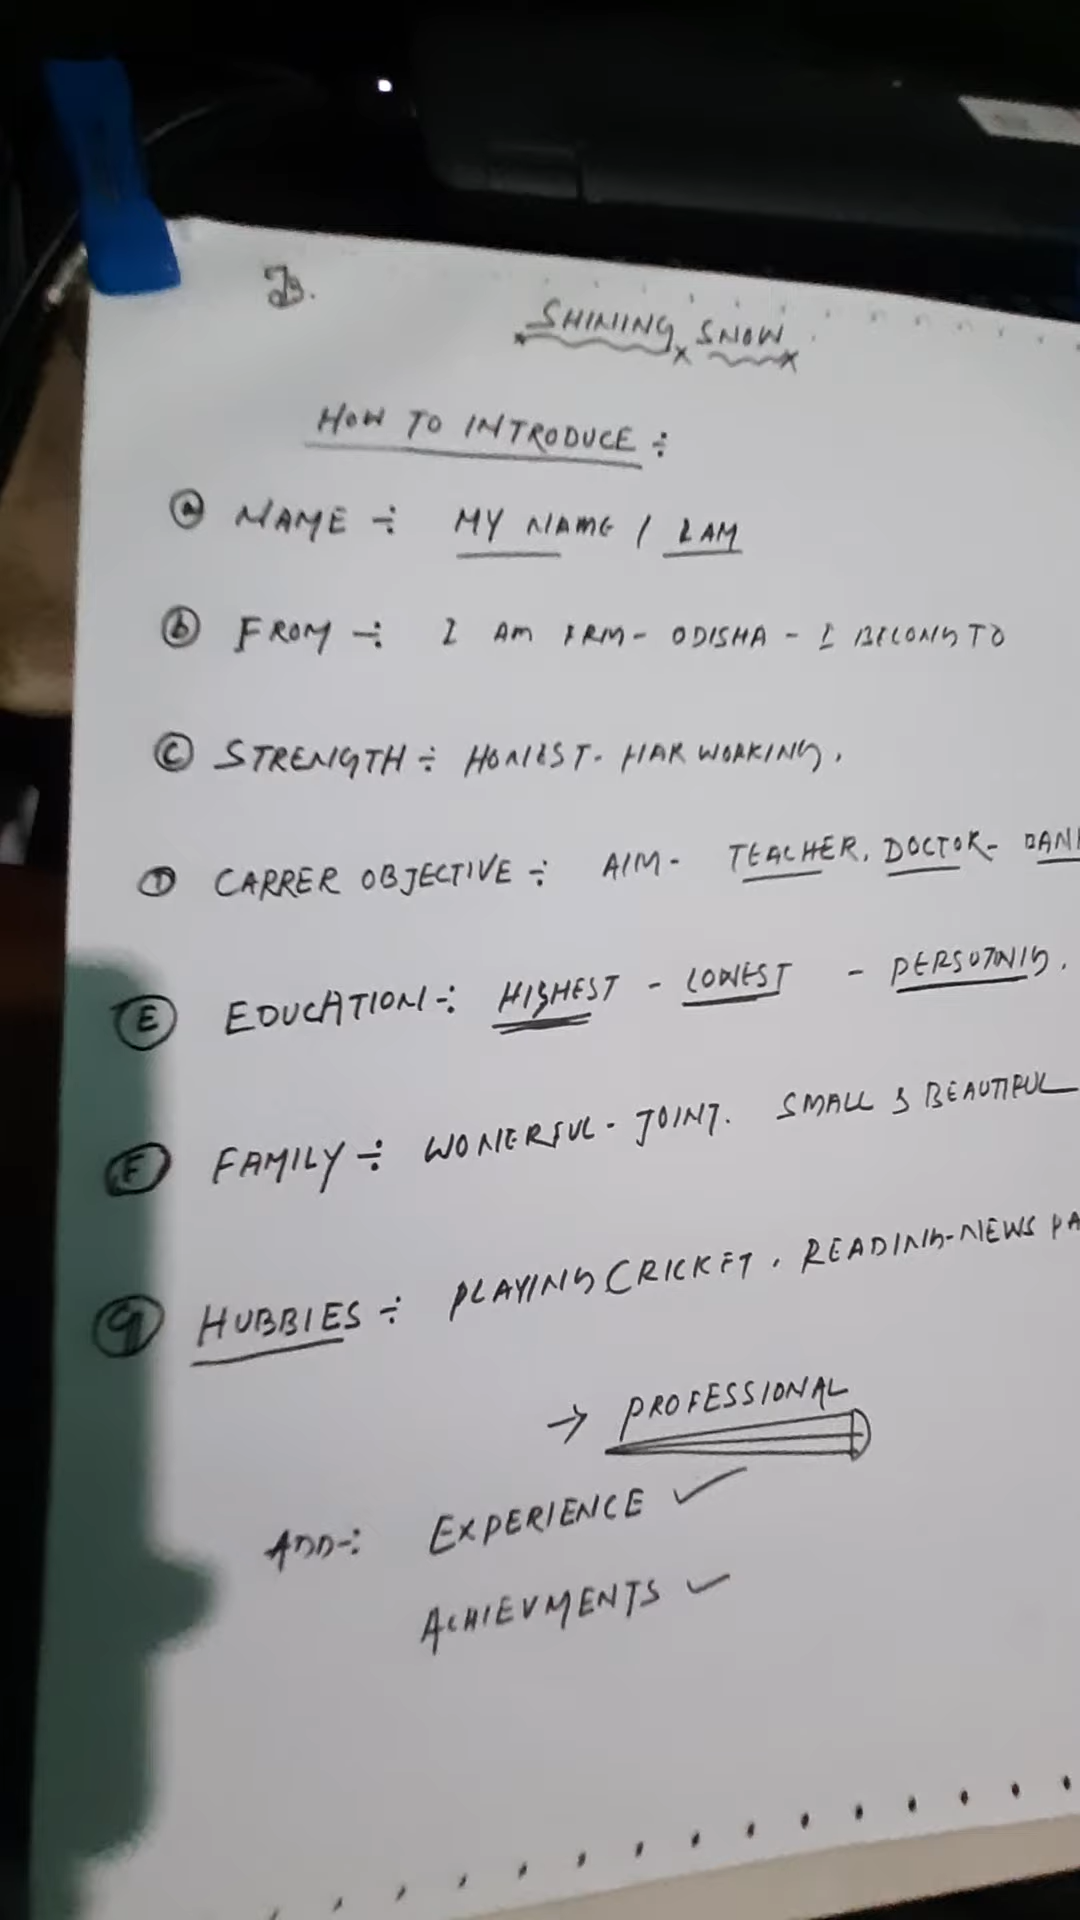 SHINING SNOW
HOW TO INTRODUCE ÷
(a) NAME ÷ MY NAME / I AM
(b) FROM ÷ I AM FRM - ODISHA - I BELONG TO
(C) STRENGTH ÷ HONEST - HAR WORKING.
(D) CARRER OBJECTIVE ÷ AIM - TEACHER, DOCTOR -
(E) EDUCATION ÷ HIGHEST - LOWEST -
(F) FAMILY ÷ WONERFUL - JOINT. SMALL & BEAUTIFUL
(G) HUBBIES ÷ PLAYING CRICKET, READING - NEWS PA
→ PROFESSIONAL
ADD ÷ EXPERIENCE ✓
ACHIEVMENTS ✓